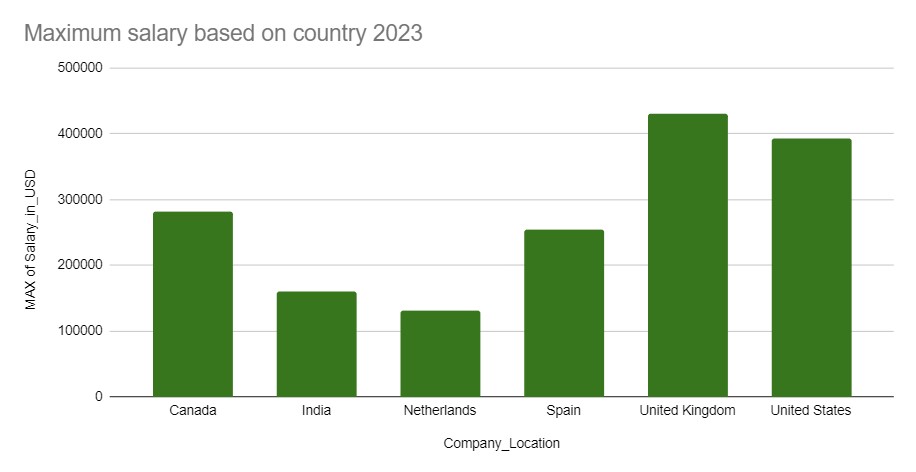 Maximum salary based on country 2023
500000
400000
300000
200000
100000
0
MAX of Salary_in_USD
Canada India Netherlands Spain United Kingdom United States
Company_Location